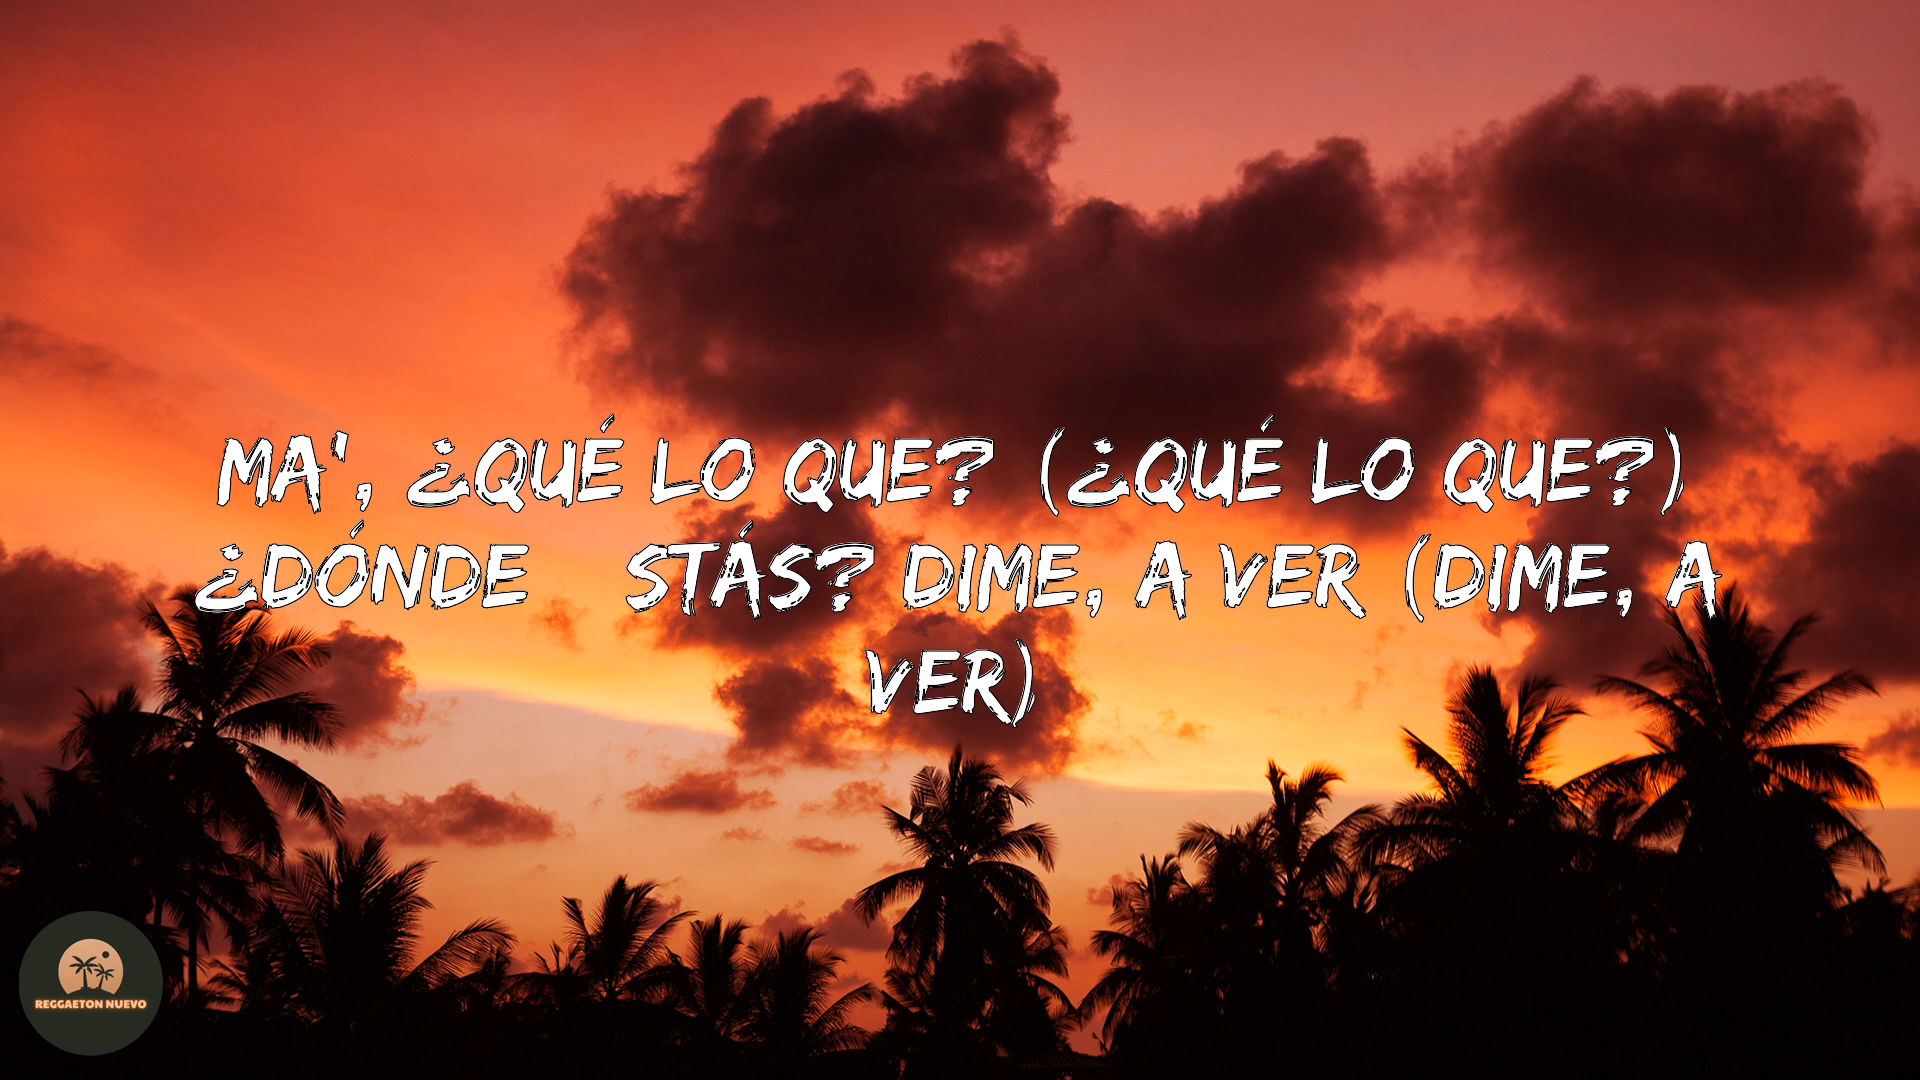 MA', ¿QUÉ LO QUE? (¿QUÉ LO QUE?)
¿DÓNDE STÁS? DIME, A VER (DIME, A
VER)
REGGAETON NUEVO